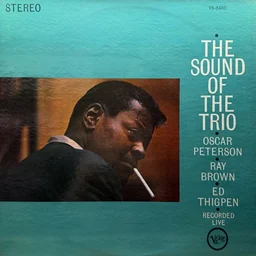 STEREO
• THE
SOUND
OF
THE
TRIO
•
OSCAR
PETERSON
•
RAY
BROWN
•
ED
THIGPEN
•
RECORDED
LIVE
Verve